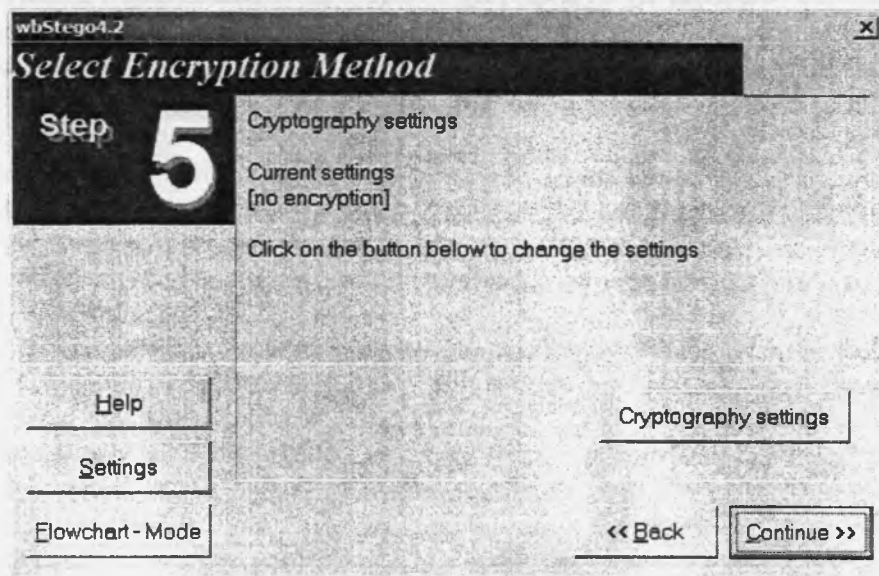 wbStego4.2
Select Encryption Method
Step 5
Cryptography settings
Current settings
[no encryption]
Click on the button below to change the settings
Help
Cryptography settings
Settings
Flowchart - Mode
<< Back
Continue >>